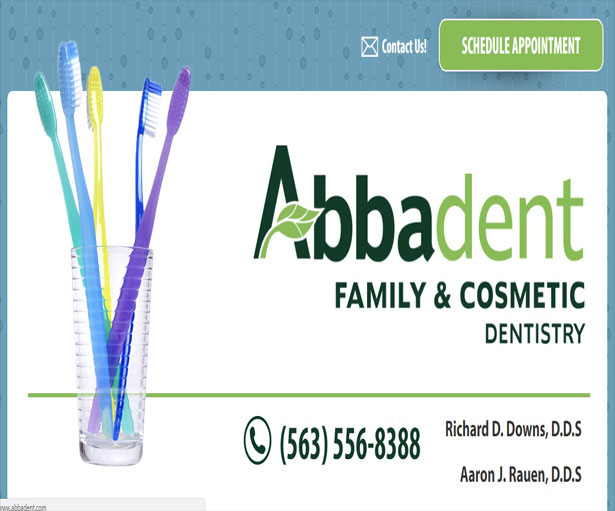 Contact Us!
SCHEDULE APPOINTMENT
Abbadent
FAMILY & COSMETIC
DENTISTRY
(563) 556-8388
Richard D. Downs, D.D.S
Aaron J. Rauen, D.D.S
www.abbadent.com